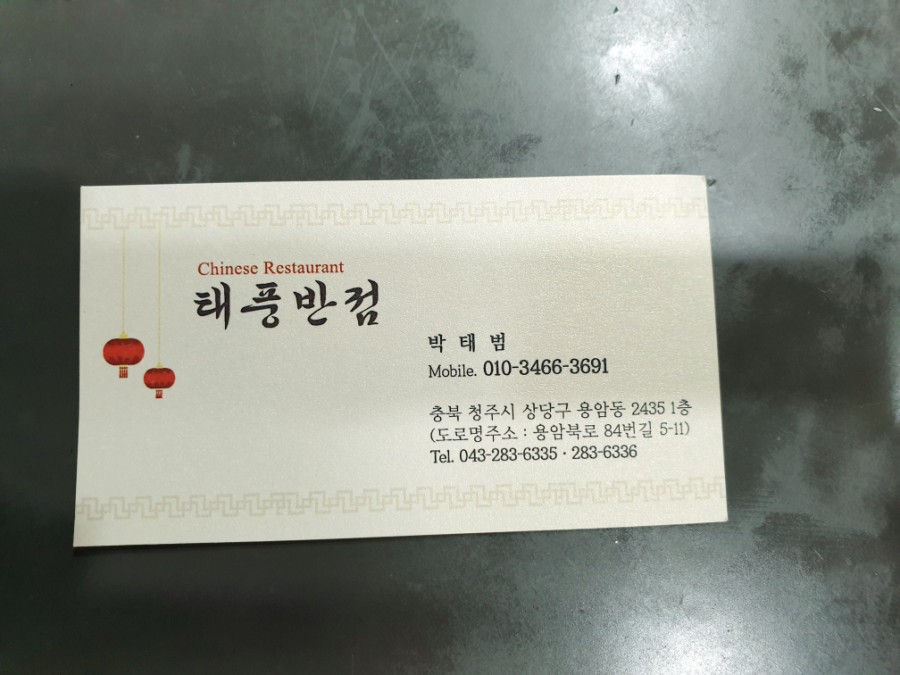 Chinese Restaurant
태풍반점
박 태 범
Mobile. 010-3466-3691
충북 청주시 상당구 용암동 2435 1층
(도로명주소 : 용암북로 84번길 5-11)
Tel. 043-283-6335 · 283-6336